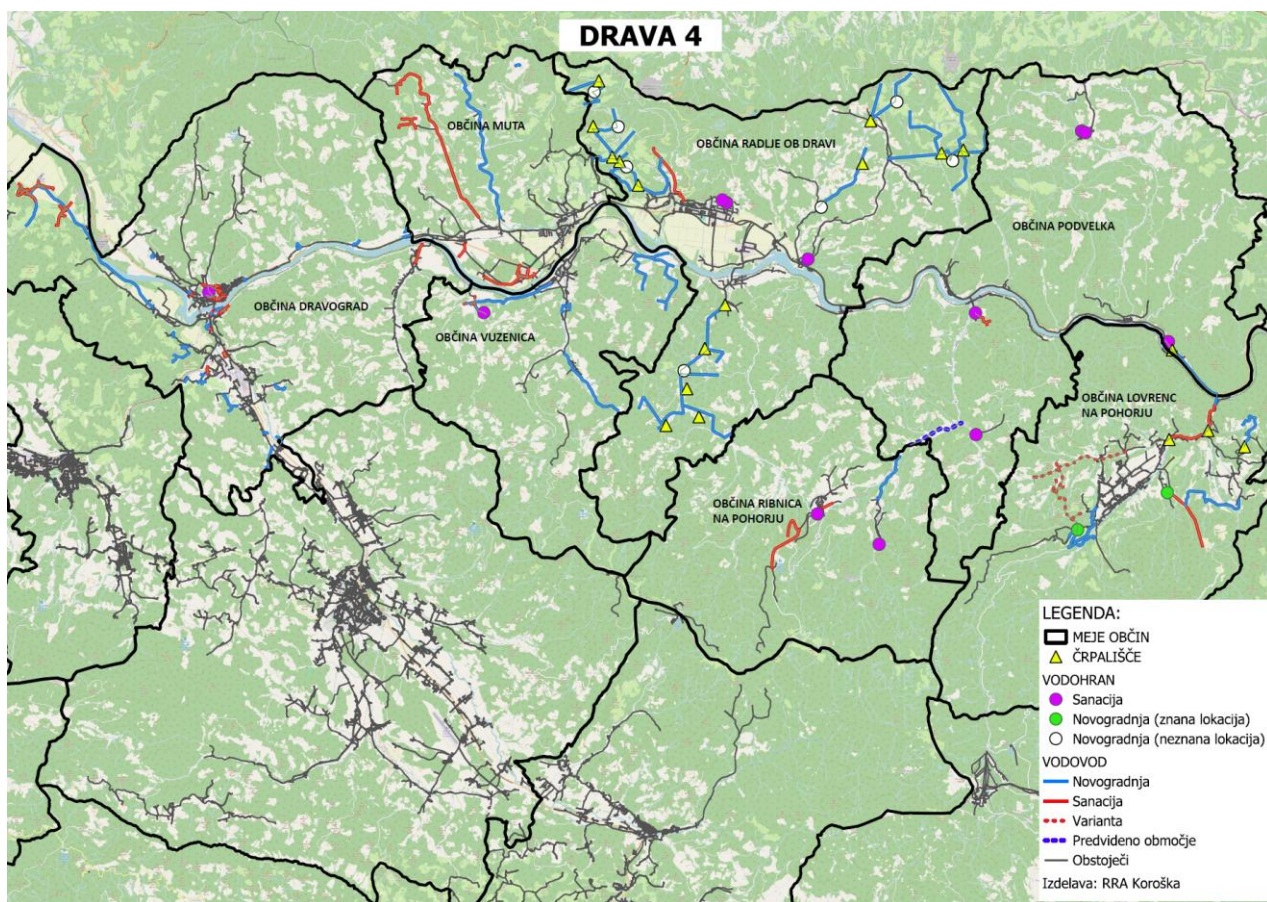 DRAVA 4
OBČINA MUTA
OBČINA RADLJE OB DRAVI
OBČINA PODVELKA
OBČINA DRAVOGRAD
OBČINA VUZENICA
OBČINA LOVRENC
NA POHORJU
OBČINA RIBNICA
NA POHORJU
LEGENDA:
MEJE OBČIN
ČRPALIŠČE
VODOHRAN
Sanacija
Novogradnja (znana lokacija)
Novogradnja (neznana lokacija)
VODOVOD
Novogradnja
Sanacija
Varianta
Predvideno območje
Obstoječi
Izdelava: RRA Koroška